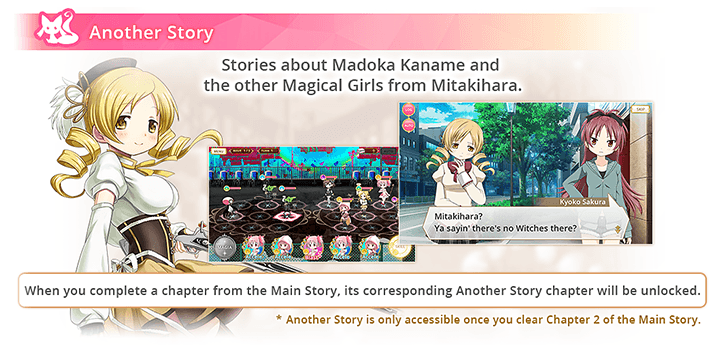 Another Story
Stories about Madoka Kaname and
the other Magical Girls from Mitakihara.
SKIP
Kyoko Sakura
Mitakihara?
Ya sayin' there's no Witches there?
When you complete a chapter from the Main Story, its corresponding Another Story chapter will be unlocked.
* Another Story is only accessible once you clear Chapter 2 of the Main Story.